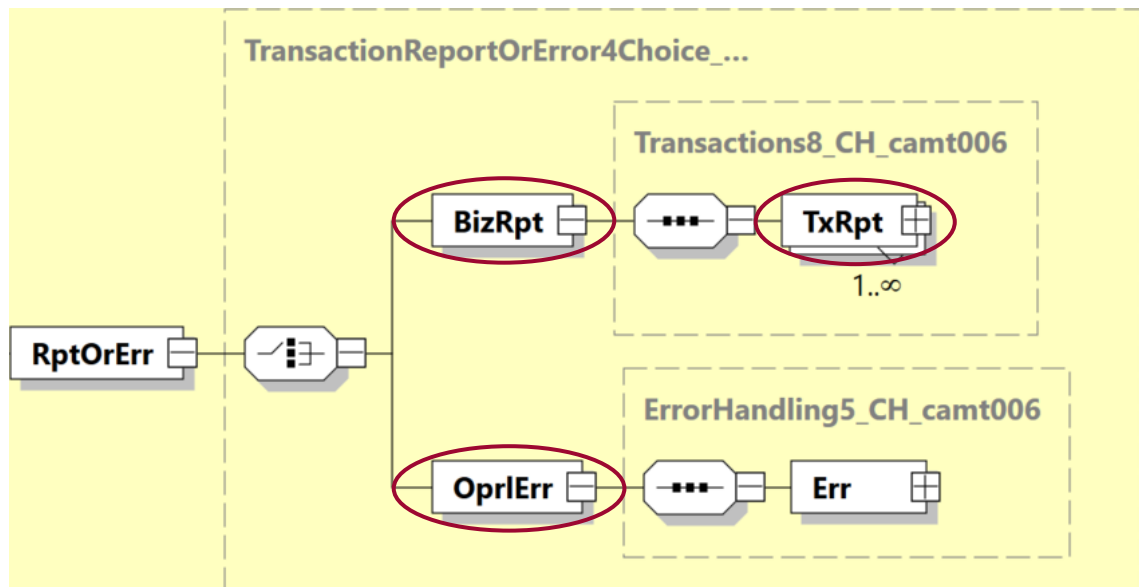 TransactionReportOrError4Choice_...
Transactions8_CH_camt006
BizRpt
TxRpt
1..∞
RptOrErr
ErrorHandling5_CH_camt006
OprlErr
Err